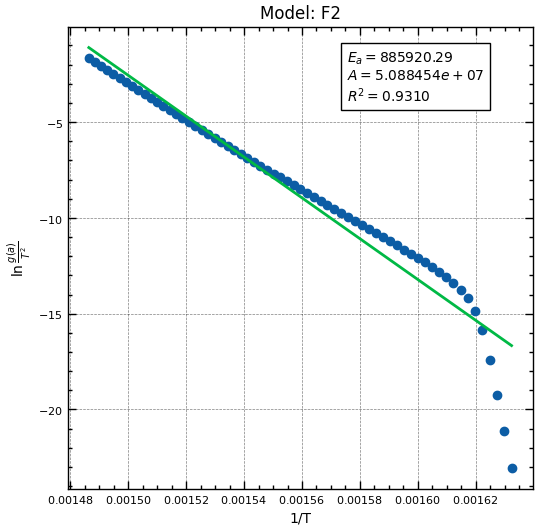 Model: F2
E_a = 885920.29
A = 5.088454e + 07
R^2 = 0.9310
ln g(a)/T^2
−5
−10
−15
−20
0.00148 0.00150 0.00152 0.00154 0.00156 0.00158 0.00160 0.00162
1/T